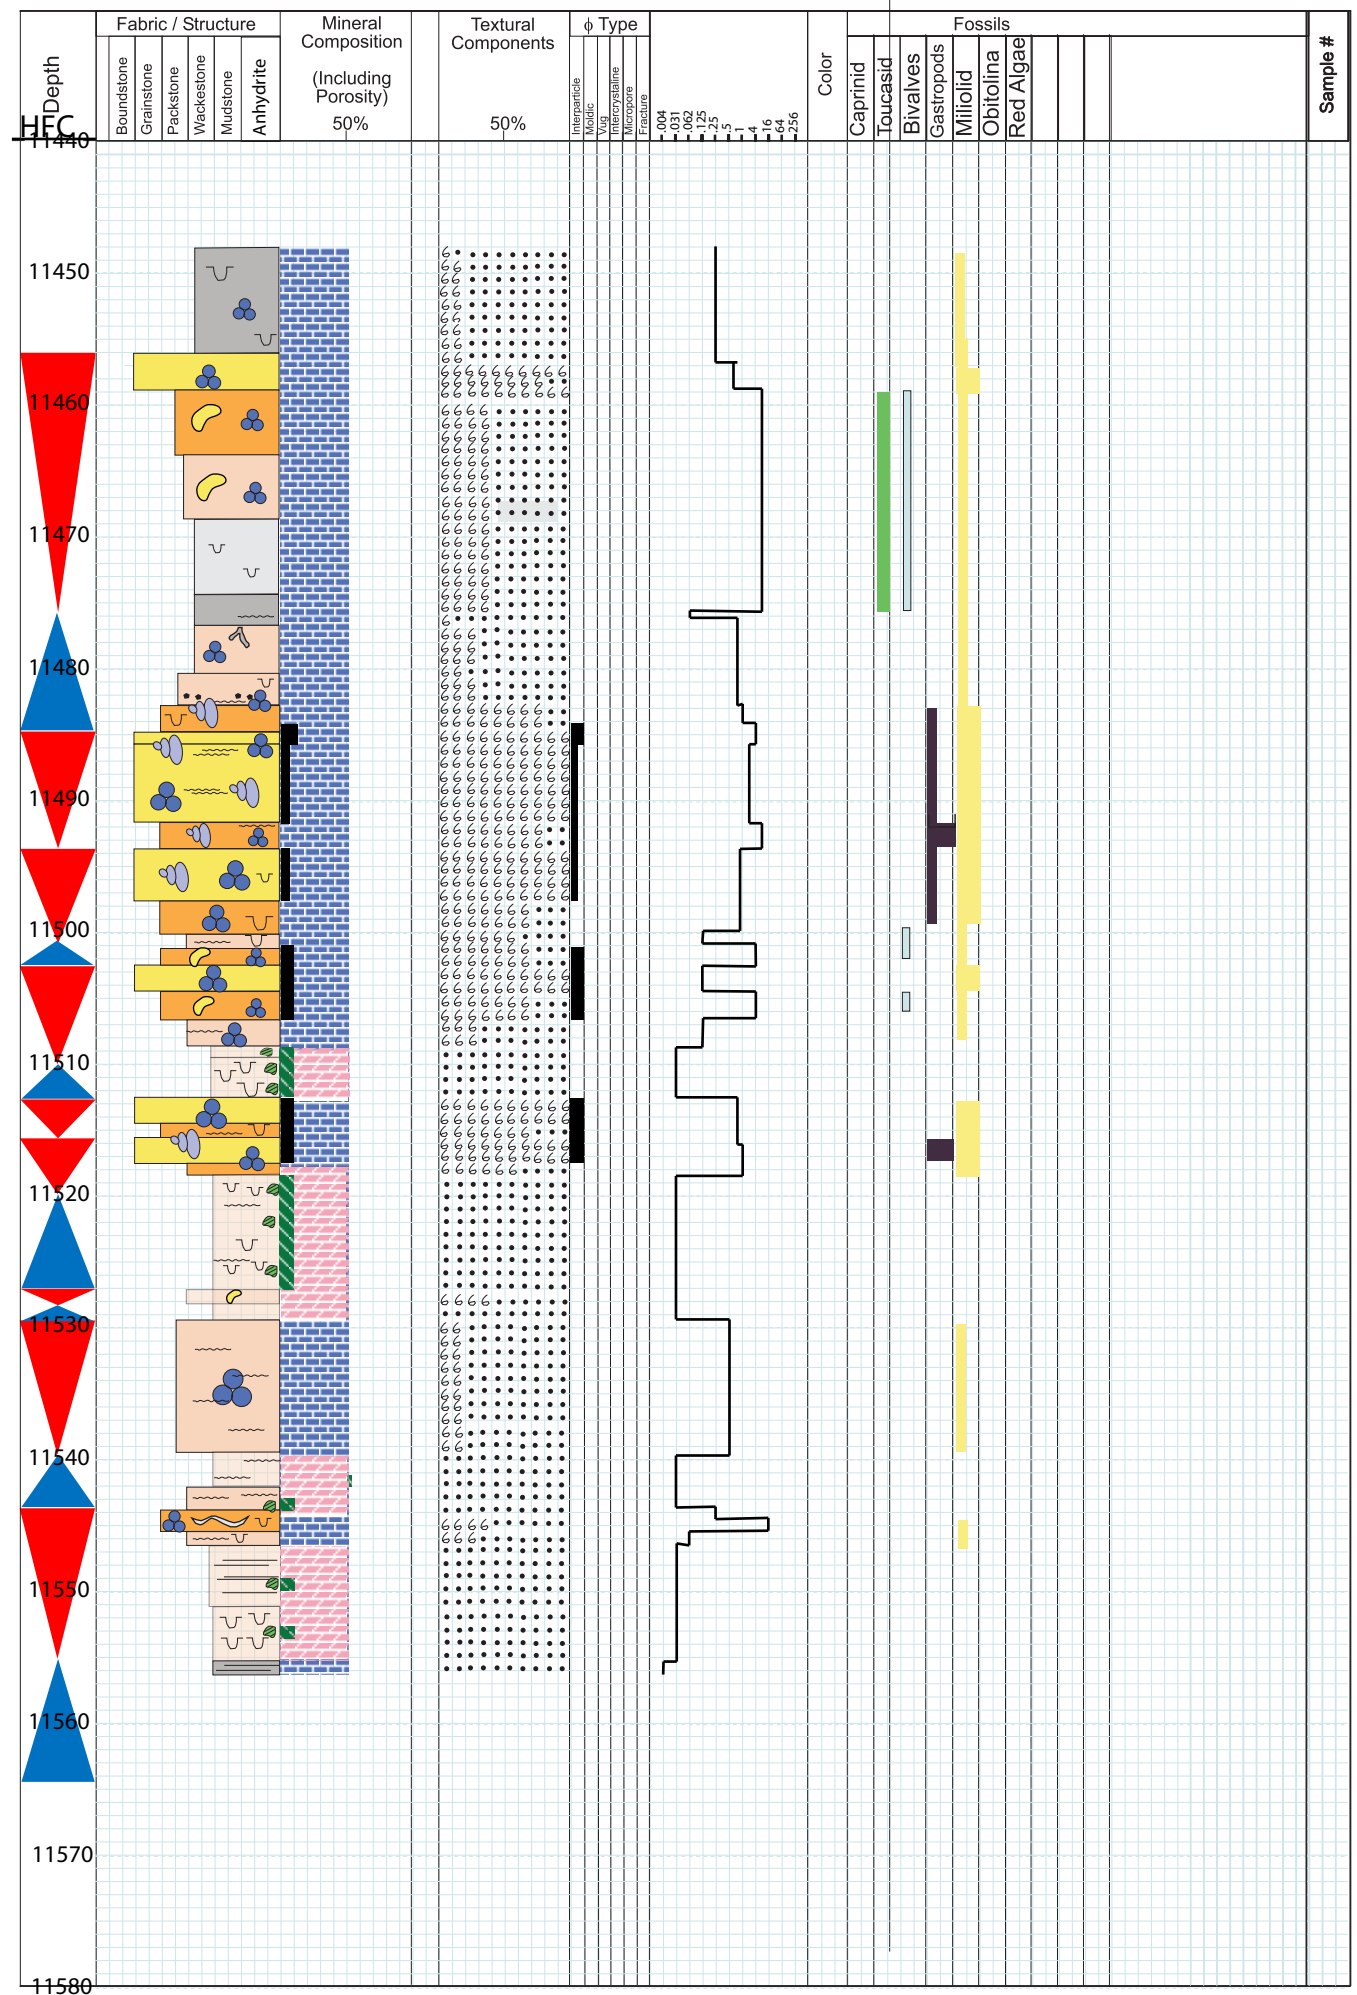 Fabric / Structure
Mineral
Composition
(Including
Porosity)
50%
Textural
Components
50%
ϕ Type
Fossils
Depth
HFC
Boundstone
Grainstone
Packstone
Wackestone
Mudstone
Anhydrite
Interparticle
Moldic
Vug
Intercrystaline
Micropore
Fracture
.004
.031
.062
.125
.25
.5
1
4
16
64
256
Color
Caprinid
Toucasid
Bivalves
Gastropods
Miliolid
Obitolina
Red Algae
Sample #
11440
11450
11460
11470
11480
11490
11500
11510
11520
11530
11540
11550
11560
11570
11580